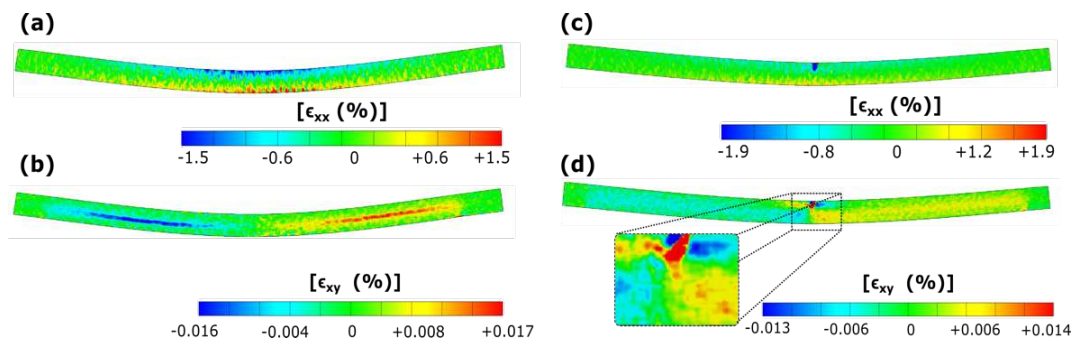 (a)
[ϵxx (%)]
-1.5 -0.6 0 +0.6 +1.5
(b)
[ϵxy (%)]
-0.016 -0.004 0 +0.008 +0.017
(c)
[ϵxx (%)]
-1.9 -0.8 0 +1.2 +1.9
(d)
[ϵxy (%)]
-0.013 -0.006 0 +0.006 +0.014